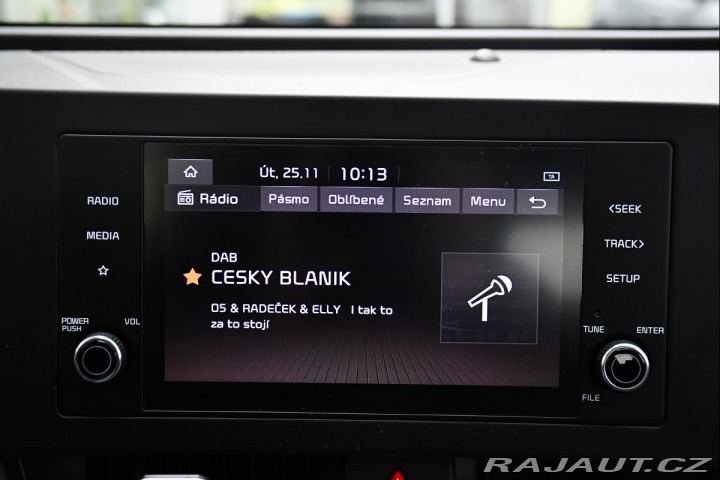 Út, 25.11 10:13 TA
Rádio Pásmo Oblíbené Seznam Menu
RADIO
MEDIA
POWER
PUSH
VOL
DAB
CESKY BLANIK
O5 & RADEČEK & ELLY I tak to
za to stojí
<SEEK
TRACK>
SETUP
TUNE
ENTER
FILE
RAJAUT.CZ